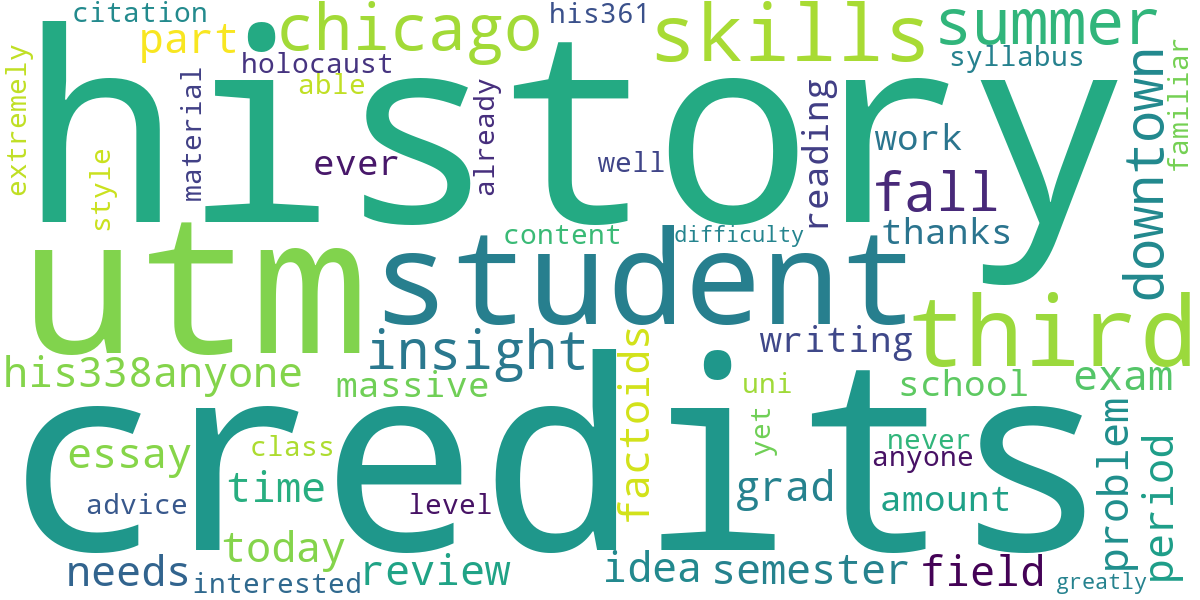 citation
his361
part
chicago
skills
summer
holocaust
syllabus
extremely
material
able
already
reading
downtown
familiar
history
style
ever
well
work
fall
content
difficulty
thanks
utm
student
insight
writing
third
his338anyone
massive
factoids
uni
school
exam
credits
essay
class
yet
never
anyone
problem
period
advice
time
level
grad
amount
today
needs
interested
review
idea
semester
field
greatly